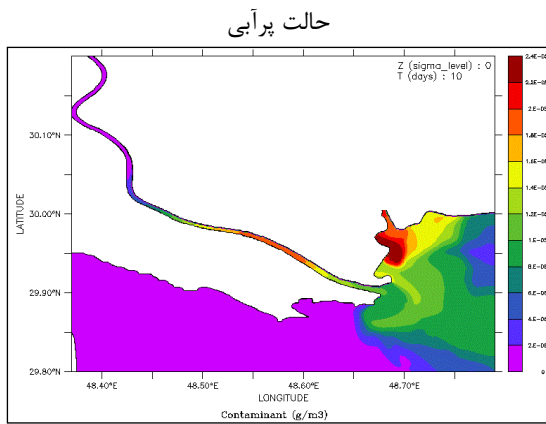 حالت پرآبی
Z (sigma_level) : 0
T (days) : 10
30.10°N
30.00°N
29.90°N
29.80°N
LATITUDE
48.40°E 48.50°E 48.60°E 48.70°E
LONGITUDE
Contaminant (g/m3)